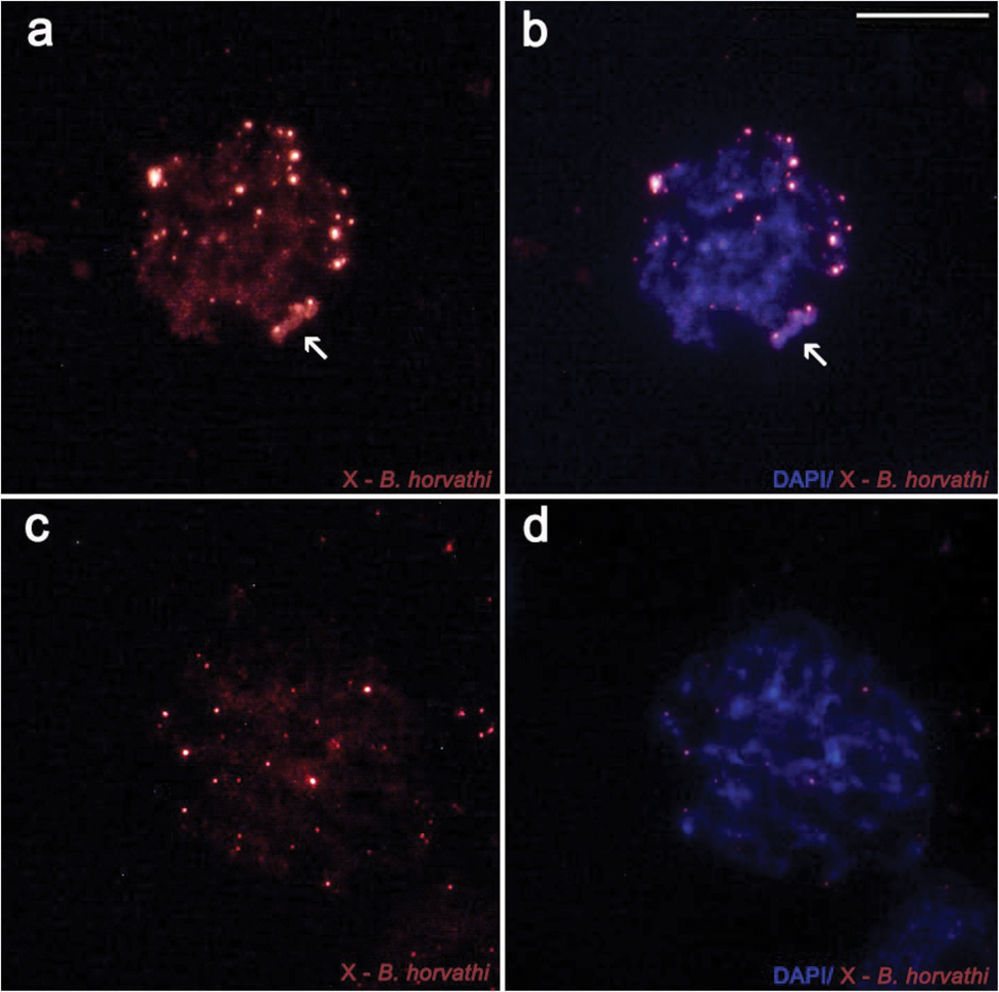 a
b
X - B. horvathi
DAPI/ X - B. horvathi
c
d
X - B. horvathi
DAPI/ X - B. horvathi